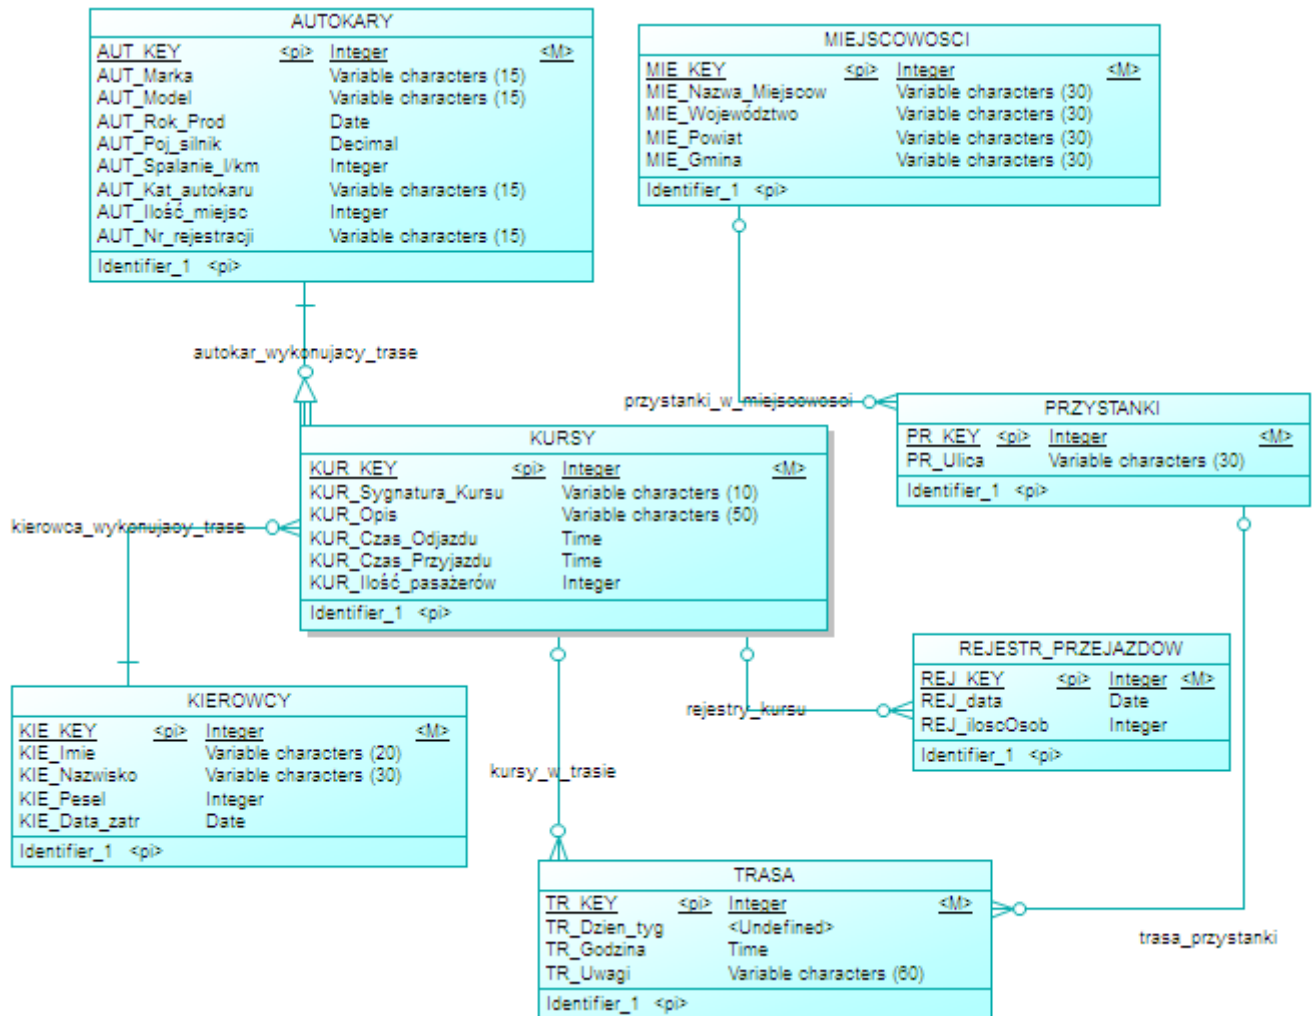 AUTOKARY
AUT_KEY <pi> Integer <M>
AUT_Marka Variable characters (15)
AUT_Model Variable characters (15)
AUT_Rok_Prod Date
AUT_Poj_silnik Decimal
AUT_Spalanie_l/km Integer
AUT_Kat_autokaru Variable characters (15)
AUT_Ilość_miejsc Integer
AUT_Nr_rejestracji Variable characters (15)
Identifier_1 <pi>
MIEJSCOWOSCI
MIE_KEY <pi> Integer <M>
MIE_Nazwa_Miejscow Variable characters (30)
MIE_Województwo Variable characters (30)
MIE_Powiat Variable characters (30)
MIE_Gmina Variable characters (30)
Identifier_1 <pi>
autokar_wykonujacy_trase
przystanki_w_miejscowosci
PRZYSTANKI
PR_KEY <pi> Integer <M>
PR_Ulica Variable characters (30)
Identifier_1 <pi>
KURSY
KUR_KEY <pi> Integer <M>
KUR_Sygnatura_Kursu Variable characters (10)
KUR_Opis Variable characters (50)
KUR_Czas_Odjazdu Time
KUR_Czas_Przyjazdu Time
KUR_Ilość_pasażerów Integer
Identifier_1 <pi>
kierowca_wykonujacy_trase
REJESTR_PRZEJAZDOW
REJ_KEY <pi> Integer <M>
REJ_data Date
REJ_iloscOsob Integer
Identifier_1 <pi>
rejestry_kursu
KIEROWCY
KIE_KEY <pi> Integer <M>
KIE_Imie Variable characters (20)
KIE_Nazwisko Variable characters (30)
KIE_Pesel Integer
KIE_Data_zatr Date
Identifier_1 <pi>
kursy_w_trasie
TRASA
TR_KEY <pi> Integer <M>
TR_Dzien_tyg <Undefined>
TR_Godzina Time
TR_Uwagi Variable characters (60)
Identifier_1 <pi>
trasa_przystanki